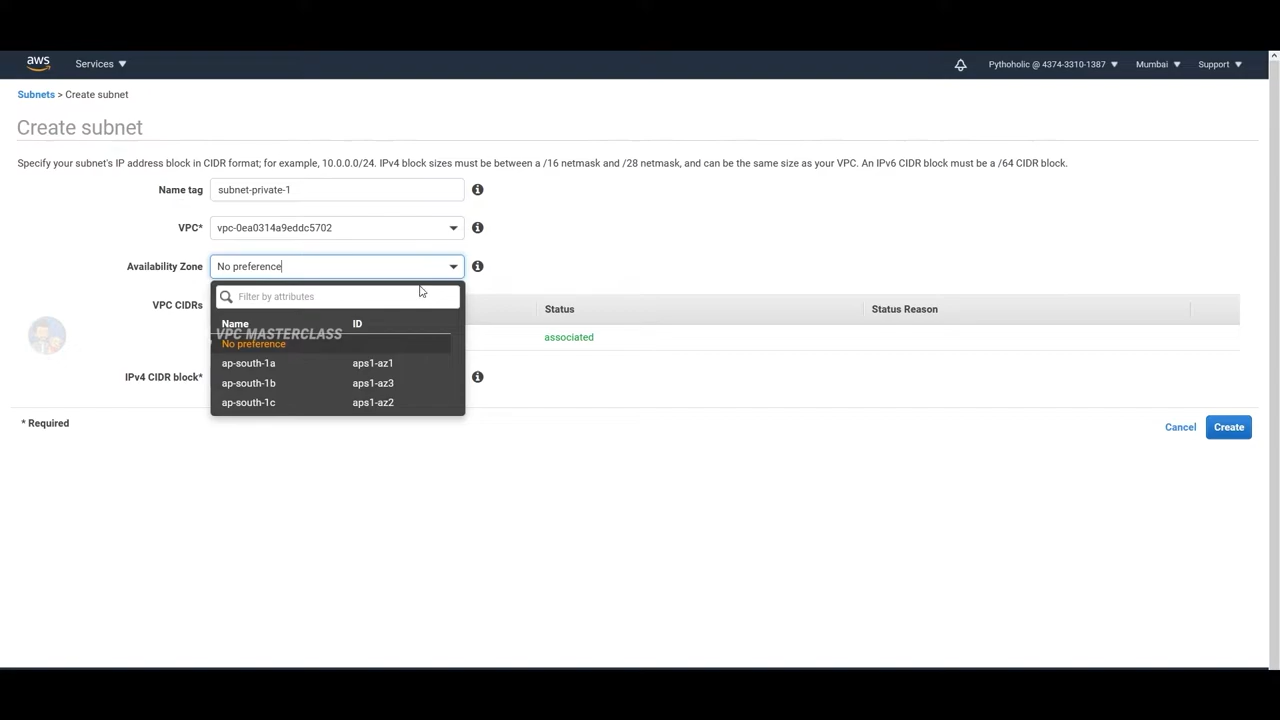 aws Services Pythoholic @ 4374-3310-1387 Mumbai Support
Subnets > Create subnet
Create subnet
Specify your subnet's IP address block in CIDR format; for example, 10.0.0.0/24. IPv4 block sizes must be between a /16 netmask and /28 netmask, and can be the same size as your VPC. An IPv6 CIDR block must be a /64 CIDR block.
Name tag subnet-private-1
VPC* vpc-0ea0314a9eddc5702
Availability Zone No preference
Filter by attributes
VPC CIDRs Status Status Reason
Name ID
VPC MASTERCLASS
associated
No preference
ap-south-1a aps1-az1
IPv4 CIDR block*
ap-south-1b aps1-az3
ap-south-1c aps1-az2
* Required
Cancel Create